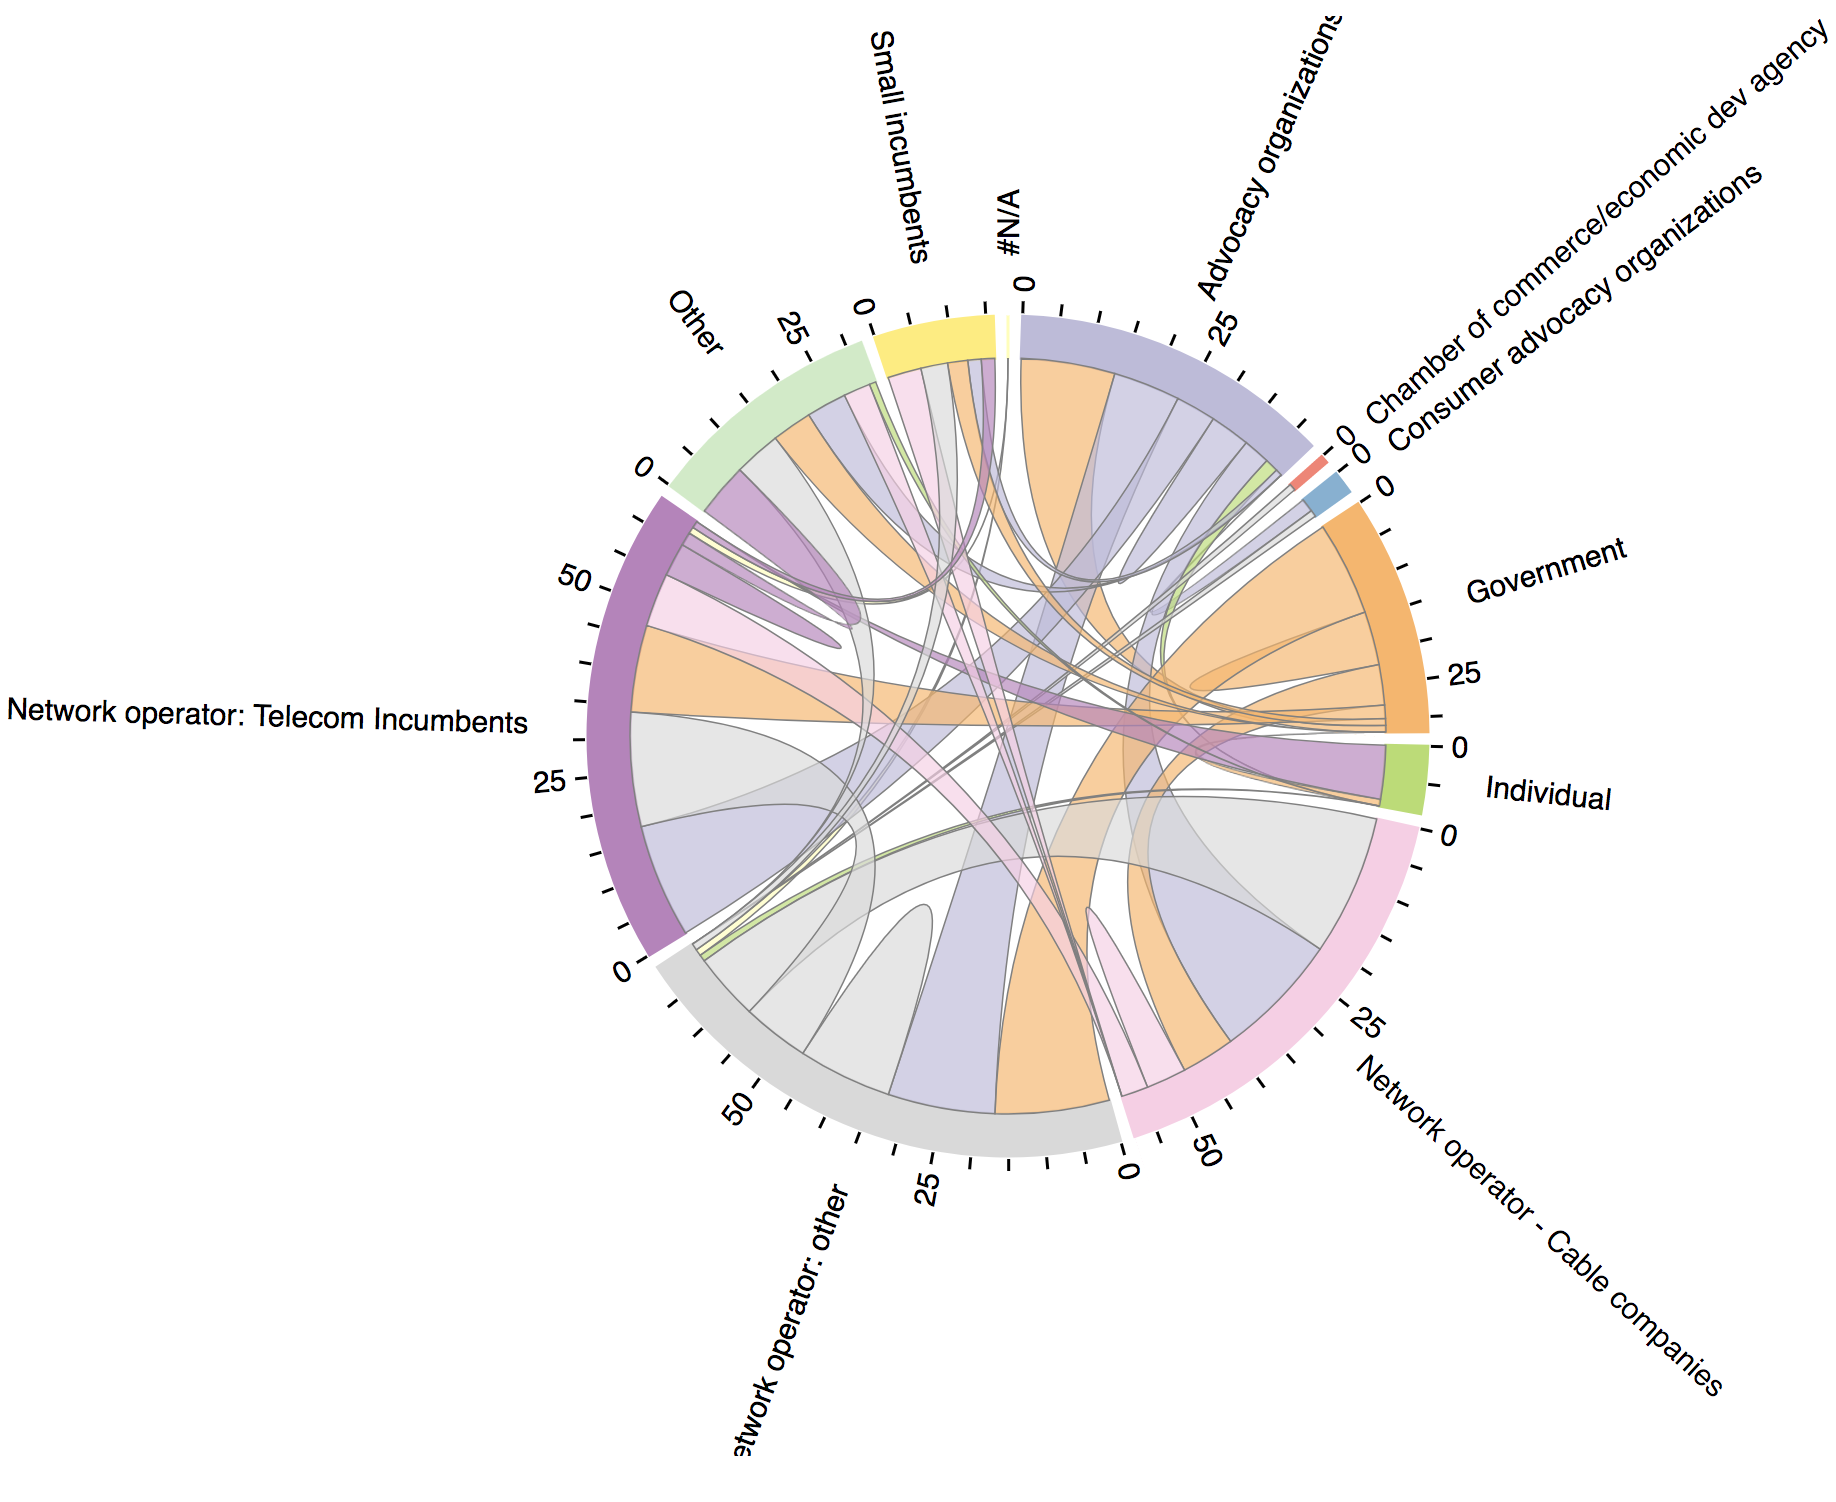 #N/A
0
Advocacy organizations
25
0
Chamber of commerce/economic dev agency
0
Consumer advocacy organizations
0
Government
25
0
Individual
0
25
Network operator - Cable companies
50
0
25
etwork operator: other
50
0
25
Network operator: Telecom Incumbents
50
0
Other
25
0
Small incumbents